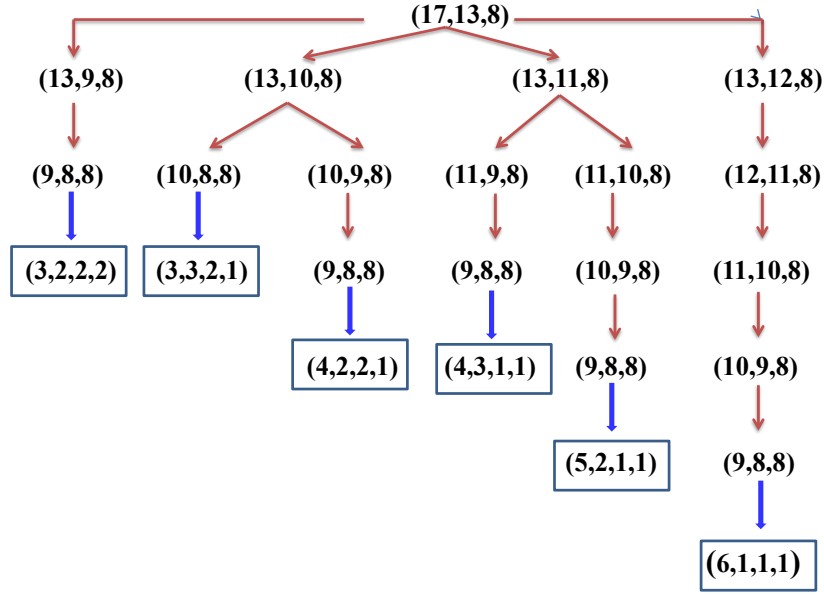 (17,13,8)
(13,9,8) (13,10,8) (13,11,8) (13,12,8)
(9,8,8) (10,8,8) (10,9,8) (11,9,8) (11,10,8) (12,11,8)
(3,2,2,2) (3,3,2,1) (9,8,8) (9,8,8) (10,9,8) (11,10,8)
(4,2,2,1) (4,3,1,1) (9,8,8) (10,9,8)
(5,2,1,1) (9,8,8)
(6,1,1,1)